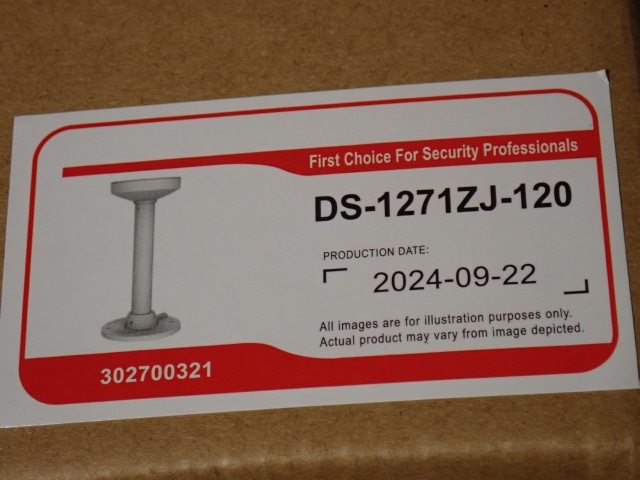 First Choice For Security Professionals
DS-1271ZJ-120
PRODUCTION DATE:
2024-09-22
All images are for illustration purposes only.
Actual product may vary from image depicted.
302700321